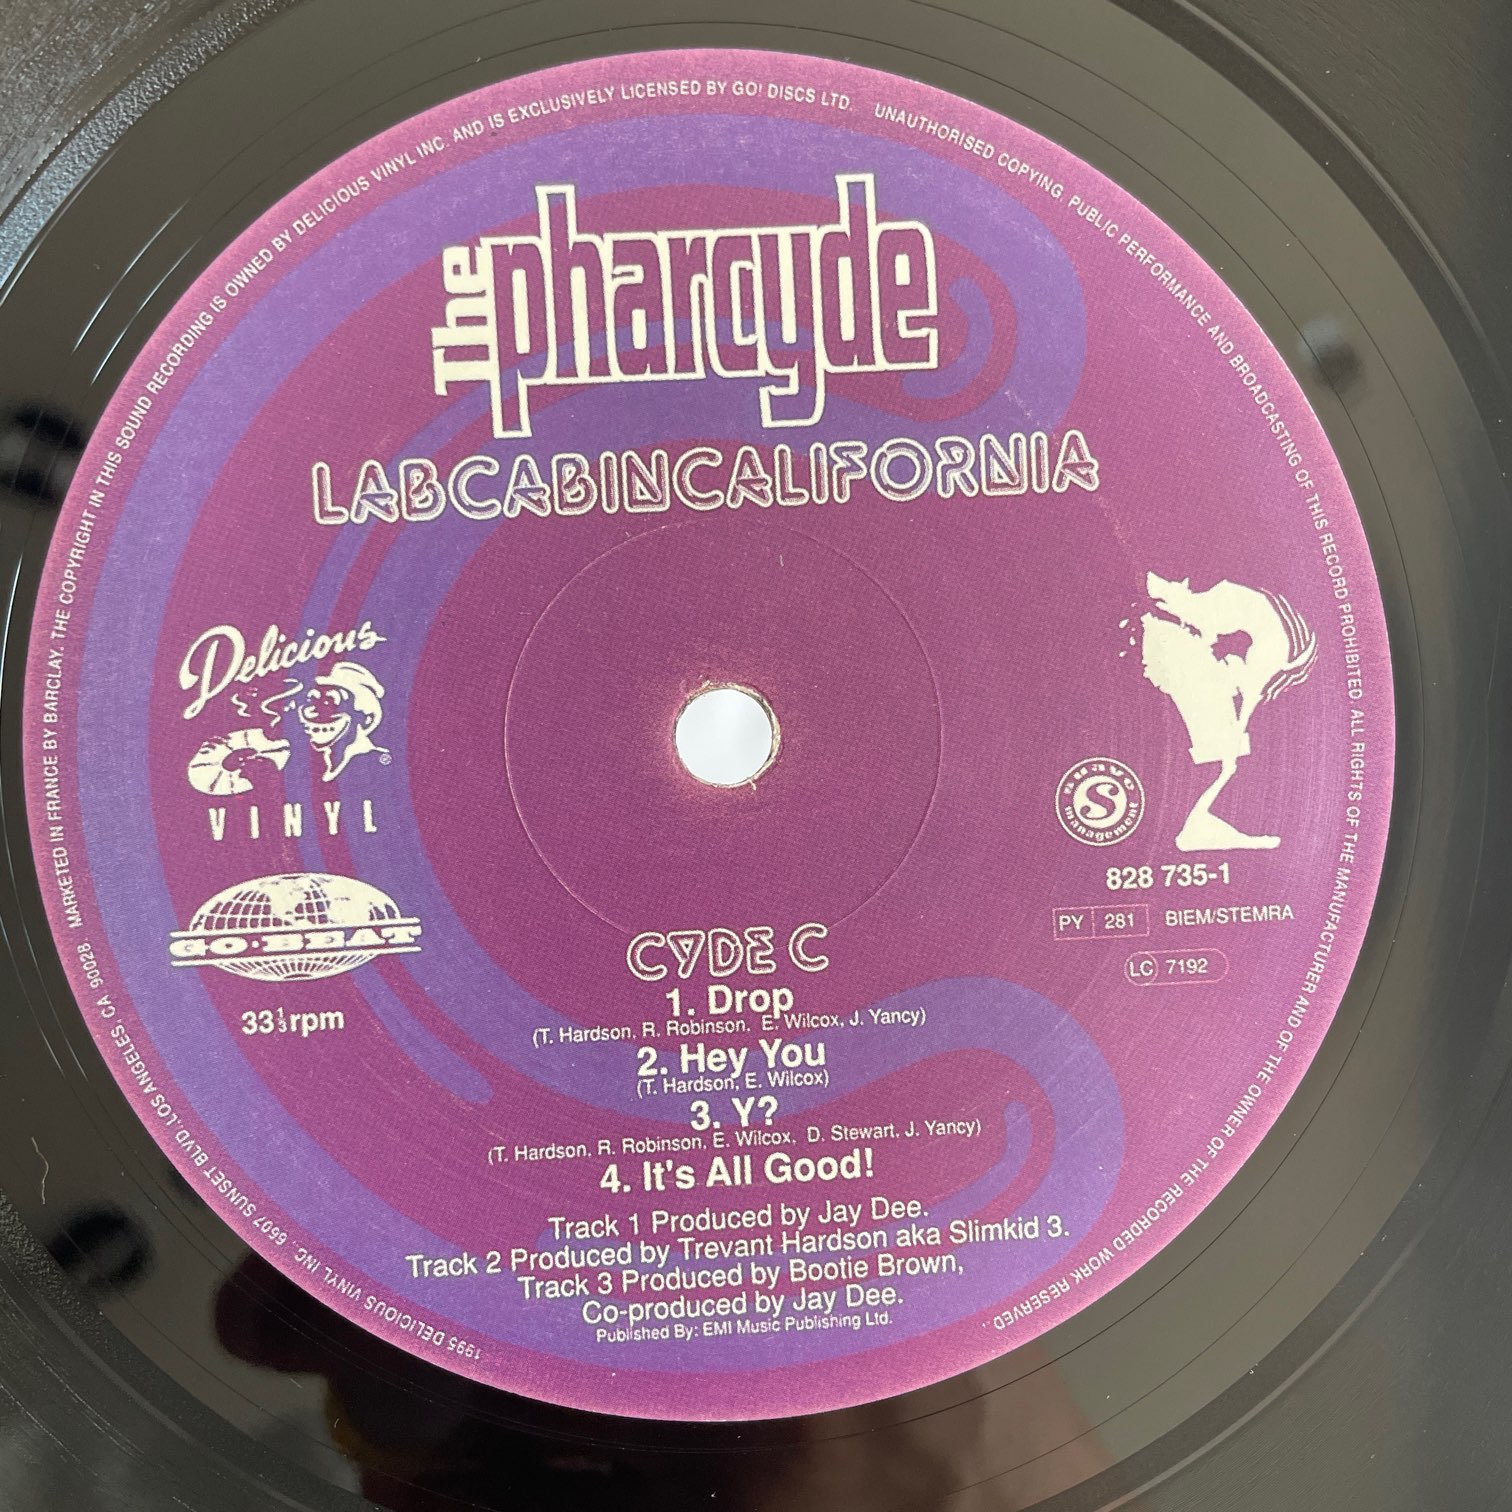 1995 DELICIOUS VINYL INC., 6607 SUNSET BLVD, LOS ANGELES CA 90028. MARKETED IN FRANCE BY BARCLAY. THE COPYRIGHT IN THIS SOUND RECORDING IS OWNED BY DELICIOUS VINYL INC. AND IS EXCLUSIVELY LICENSED BY GO! DISCS LTD. UNAUTHORISED COPYING, PUBLIC PERFORMANCE AND BROADCASTING OF THIS RECORD PROHIBITED. ALL RIGHTS OF THE MANUFACTURER AND OF THE OWNER OF THE RECORDED WORK RESERVED..
The pharcyde
LABCABINCALIFORNIA
Delicious
VINYL
®
GO·BEAT
33⅓rpm
suave
S
management
828 735-1
PY 281 BIEM/STEMRA
LC 7192
CYDE C
1. Drop
(T. Hardson, R. Robinson. E. Wilcox, J. Yancy)
2. Hey You
(T. Hardson, E. Wilcox)
3. Y?
(T. Hardson, R. Robinson, E. Wilcox, D. Stewart, J. Yancy)
4. It's All Good!
Track 1 Produced by Jay Dee.
Track 2 Produced by Trevant Hardson aka Slimkid 3.
Track 3 Produced by Bootie Brown,
Co-produced by Jay Dee.
Published By: EMI Music Publishing Ltd.